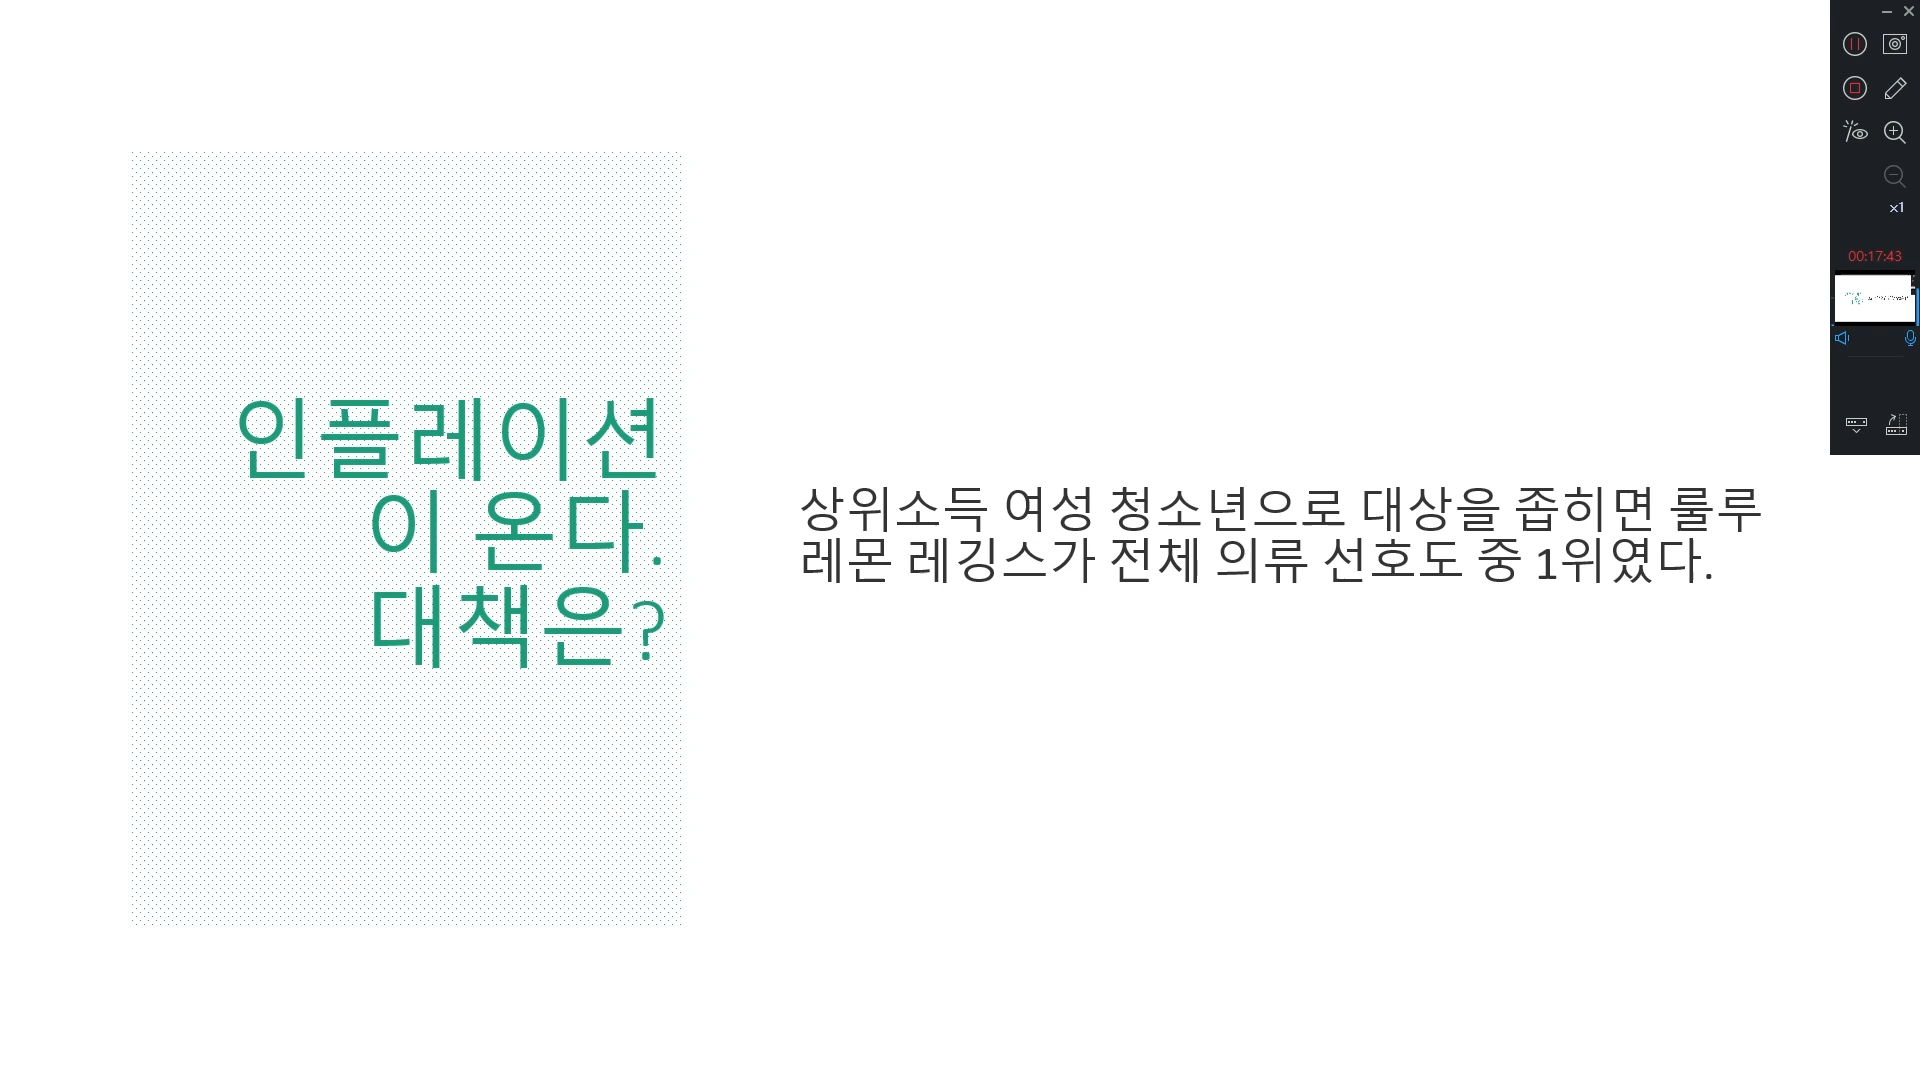 인플레이션
이 온다.
대책은?
상위소득 여성 청소년으로 대상을 좁히면 룰루
레몬 레깅스가 전체 의류 선호도 중 1위였다.
x1
00:17:43